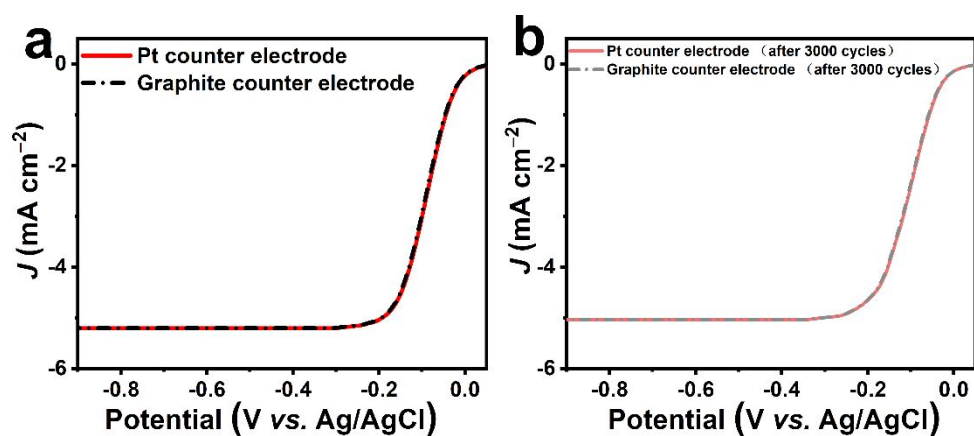 a
Pt counter electrode
Graphite counter electrode
0
-2
-4
-6
J (mA cm⁻²)
-0.8 -0.6 -0.4 -0.2 0.0
Potential (V vs. Ag/AgCl)
b
Pt counter electrode （after 3000 cycles）
Graphite counter electrode （after 3000 cycles）
0
-2
-4
-6
J (mA cm⁻²)
-0.8 -0.6 -0.4 -0.2 0.0
Potential (V vs. Ag/AgCl)